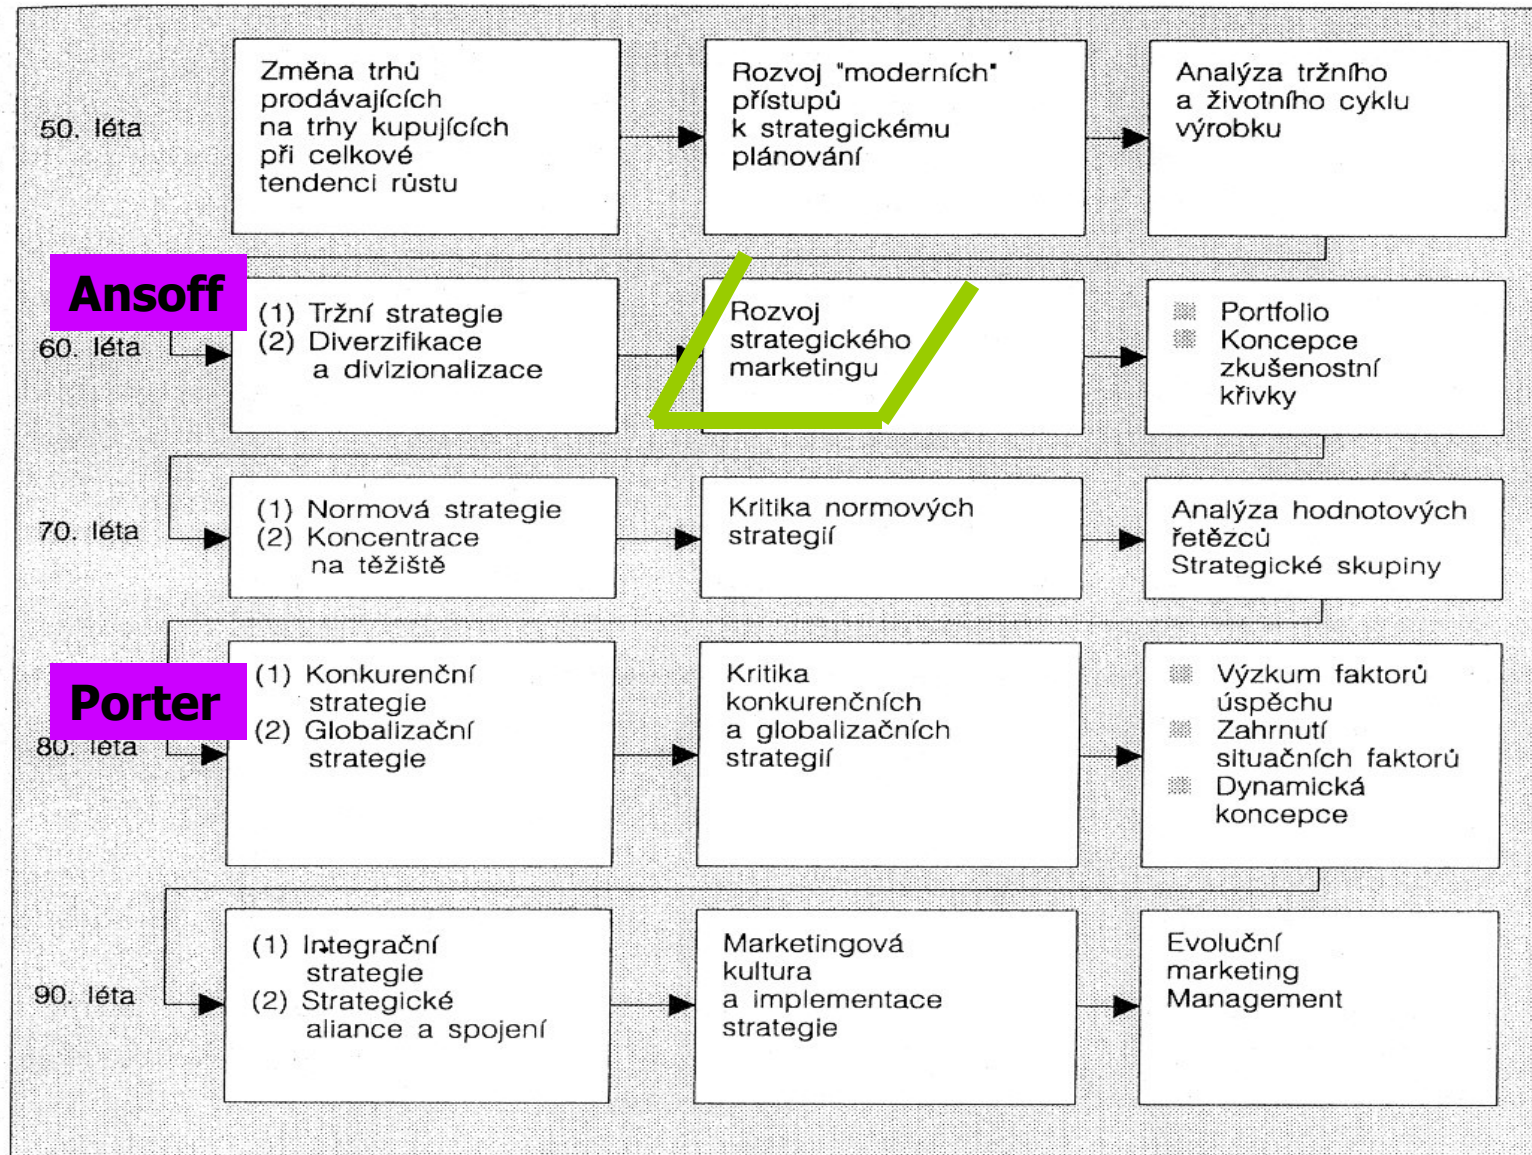 50. léta
Změna trhů
prodávajících
na trhy kupujících
při celkové
tendenci růstu
Rozvoj "moderních"
přístupů
k strategickému
plánování
Analýza tržního
a životního cyklu
výrobku
Ansoff
60. léta
(1) Tržní strategie
(2) Diverzifikace
a divizionalizace
Rozvoj
strategického
marketingu
Portfolio
Koncepce
zkušenostní
křivky
70. léta
(1) Normová strategie
(2) Koncentrace
na těžiště
Kritika normových
strategií
Analýza hodnotových
řetězců
Strategické skupiny
Porter
80. léta
(1) Konkurenční
strategie
(2) Globalizační
strategie
Kritika
konkurenčních
a globalizačních
strategií
Výzkum faktorů
úspěchu
Zahrnutí
situačních faktorů
Dynamická
koncepce
90. léta
(1) Integrační
strategie
(2) Strategické
aliance a spojení
Marketingová
kultura
a implementace
strategie
Evoluční
marketing
Management